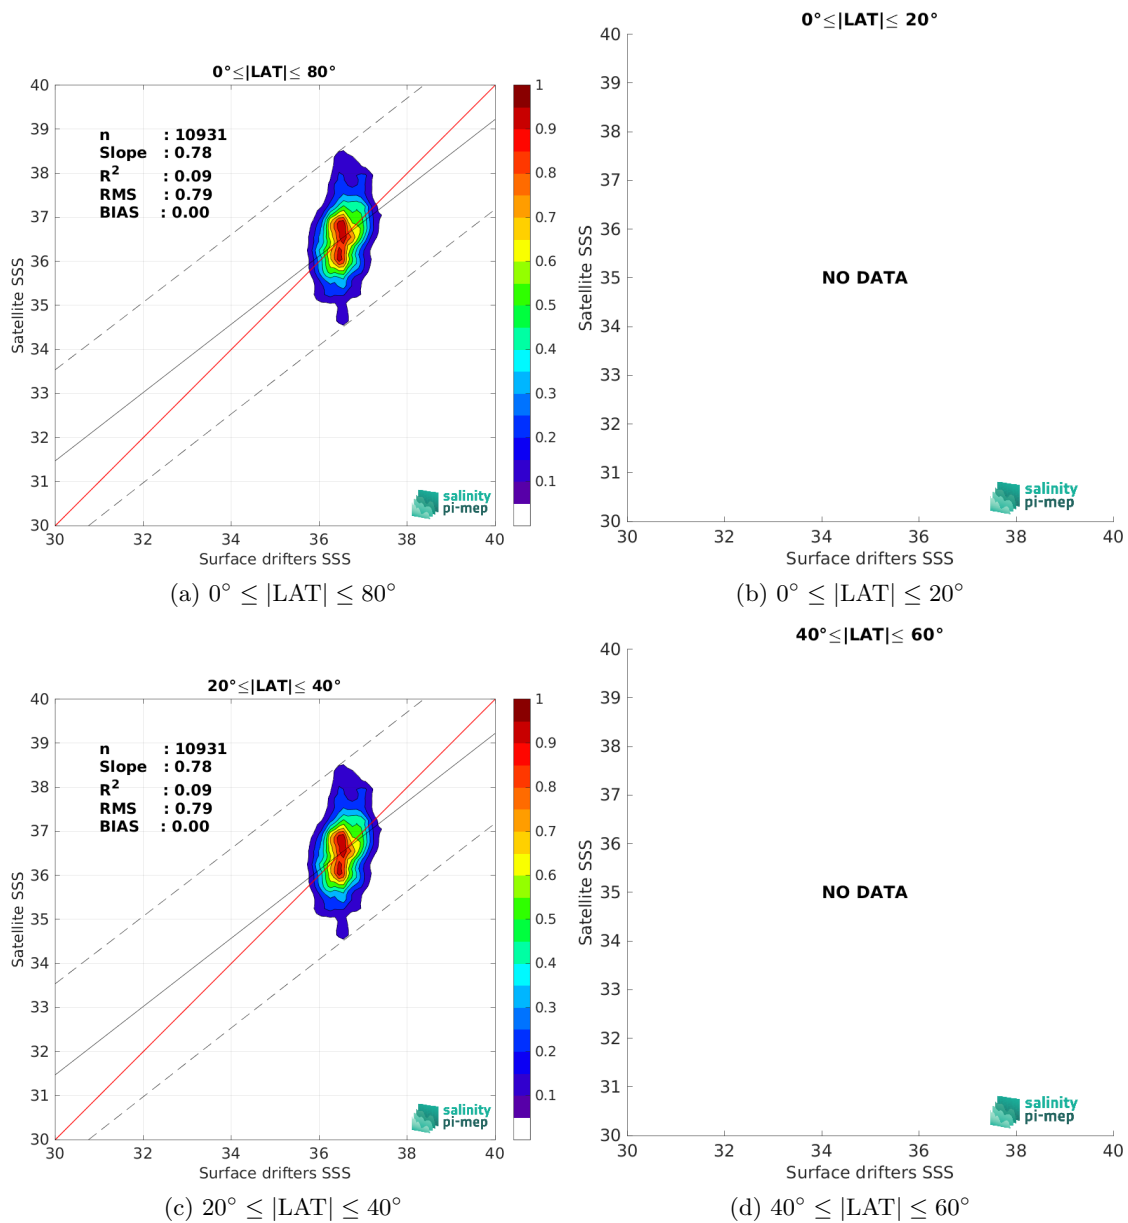 0°≤|LAT|≤ 80°
40
39
38
37
36
35
34
33
32
31
30
Satellite SSS
n : 10931
Slope : 0.78
R² : 0.09
RMS : 0.79
BIAS : 0.00
1
0.9
0.8
0.7
0.6
0.5
0.4
0.3
0.2
0.1
salinity
pi-mep
30 32 34 36 38 40
Surface drifters SSS
(a) 0° ≤ |LAT| ≤ 80°
0°≤|LAT|≤ 20°
40
39
38
37
36
35
34
33
32
31
30
Satellite SSS
NO DATA
salinity
pi-mep
30 32 34 36 38 40
Surface drifters SSS
(b) 0° ≤ |LAT| ≤ 20°
20°≤|LAT|≤ 40°
40
39
38
37
36
35
34
33
32
31
30
Satellite SSS
n : 10931
Slope : 0.78
R² : 0.09
RMS : 0.79
BIAS : 0.00
1
0.9
0.8
0.7
0.6
0.5
0.4
0.3
0.2
0.1
salinity
pi-mep
30 32 34 36 38 40
Surface drifters SSS
(c) 20° ≤ |LAT| ≤ 40°
40°≤|LAT|≤ 60°
40
39
38
37
36
35
34
33
32
31
30
Satellite SSS
NO DATA
salinity
pi-mep
30 32 34 36 38 40
Surface drifters SSS
(d) 40° ≤ |LAT| ≤ 60°